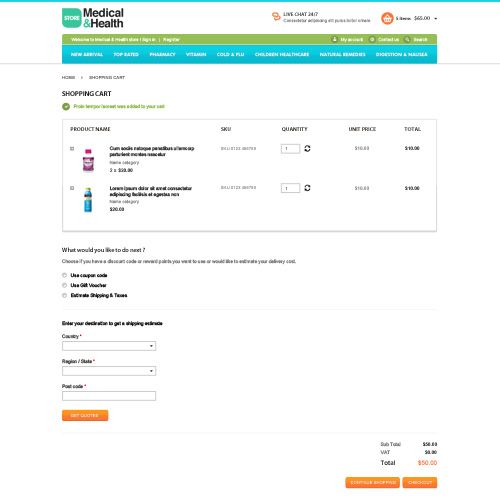 STORE Medical
&Health
LIVE CHAT 24/7
Consectetur adipiscing elit purus tortor ornare
5 items $65.00
Welcome to Medical & Health store ! Sign in | Register
My account
Contact us
Search
NEW ARRIVAL TOP RATED PHARMACY VITAMIN COLD & FLU CHILDREN HEALTHCARE NATURAL REMEDIES DIGESTION & NAUSEA
HOME › SHOPPING CART
SHOPPING CART
Proin tempor laoreet was added to your cart
PRODUCT NAME SKU QUANTITY UNIT PRICE TOTAL
Cum sociis natoque penatibus ullamcorp
parturient montes nascetur
Name category
2 x $20.00
1
$10.00
$10.00
Lorem ipsum dolor sit amet consectetur
adipiscing facilisis et egestas non
Name category
$20.00
1
$10.00
$10.00
What would you like to do next ?
Choose if you have a discount code or reward points you want to use or would like to estimate your delivery cost.
Use coupon code
Use Gift Voucher
Estimate Shipping & Taxes
Enter your destination to get a shipping estimate
Country *
Region / State *
Post code *
GET QUOTES
Sub Total $50.00
VAT $0.00
Total $50.00
CONTINUE SHOPPING
CHECKOUT